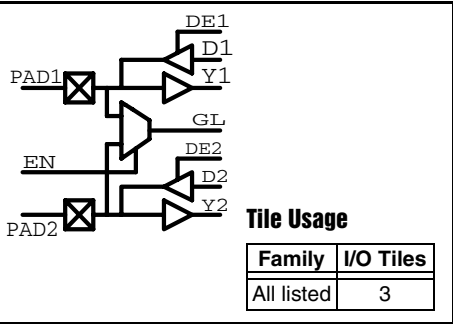 DE1
D1
PAD1 Y1
GL
EN DE2
D2
PAD2 Y2
Tile Usage
Family I/O Tiles
All listed 3